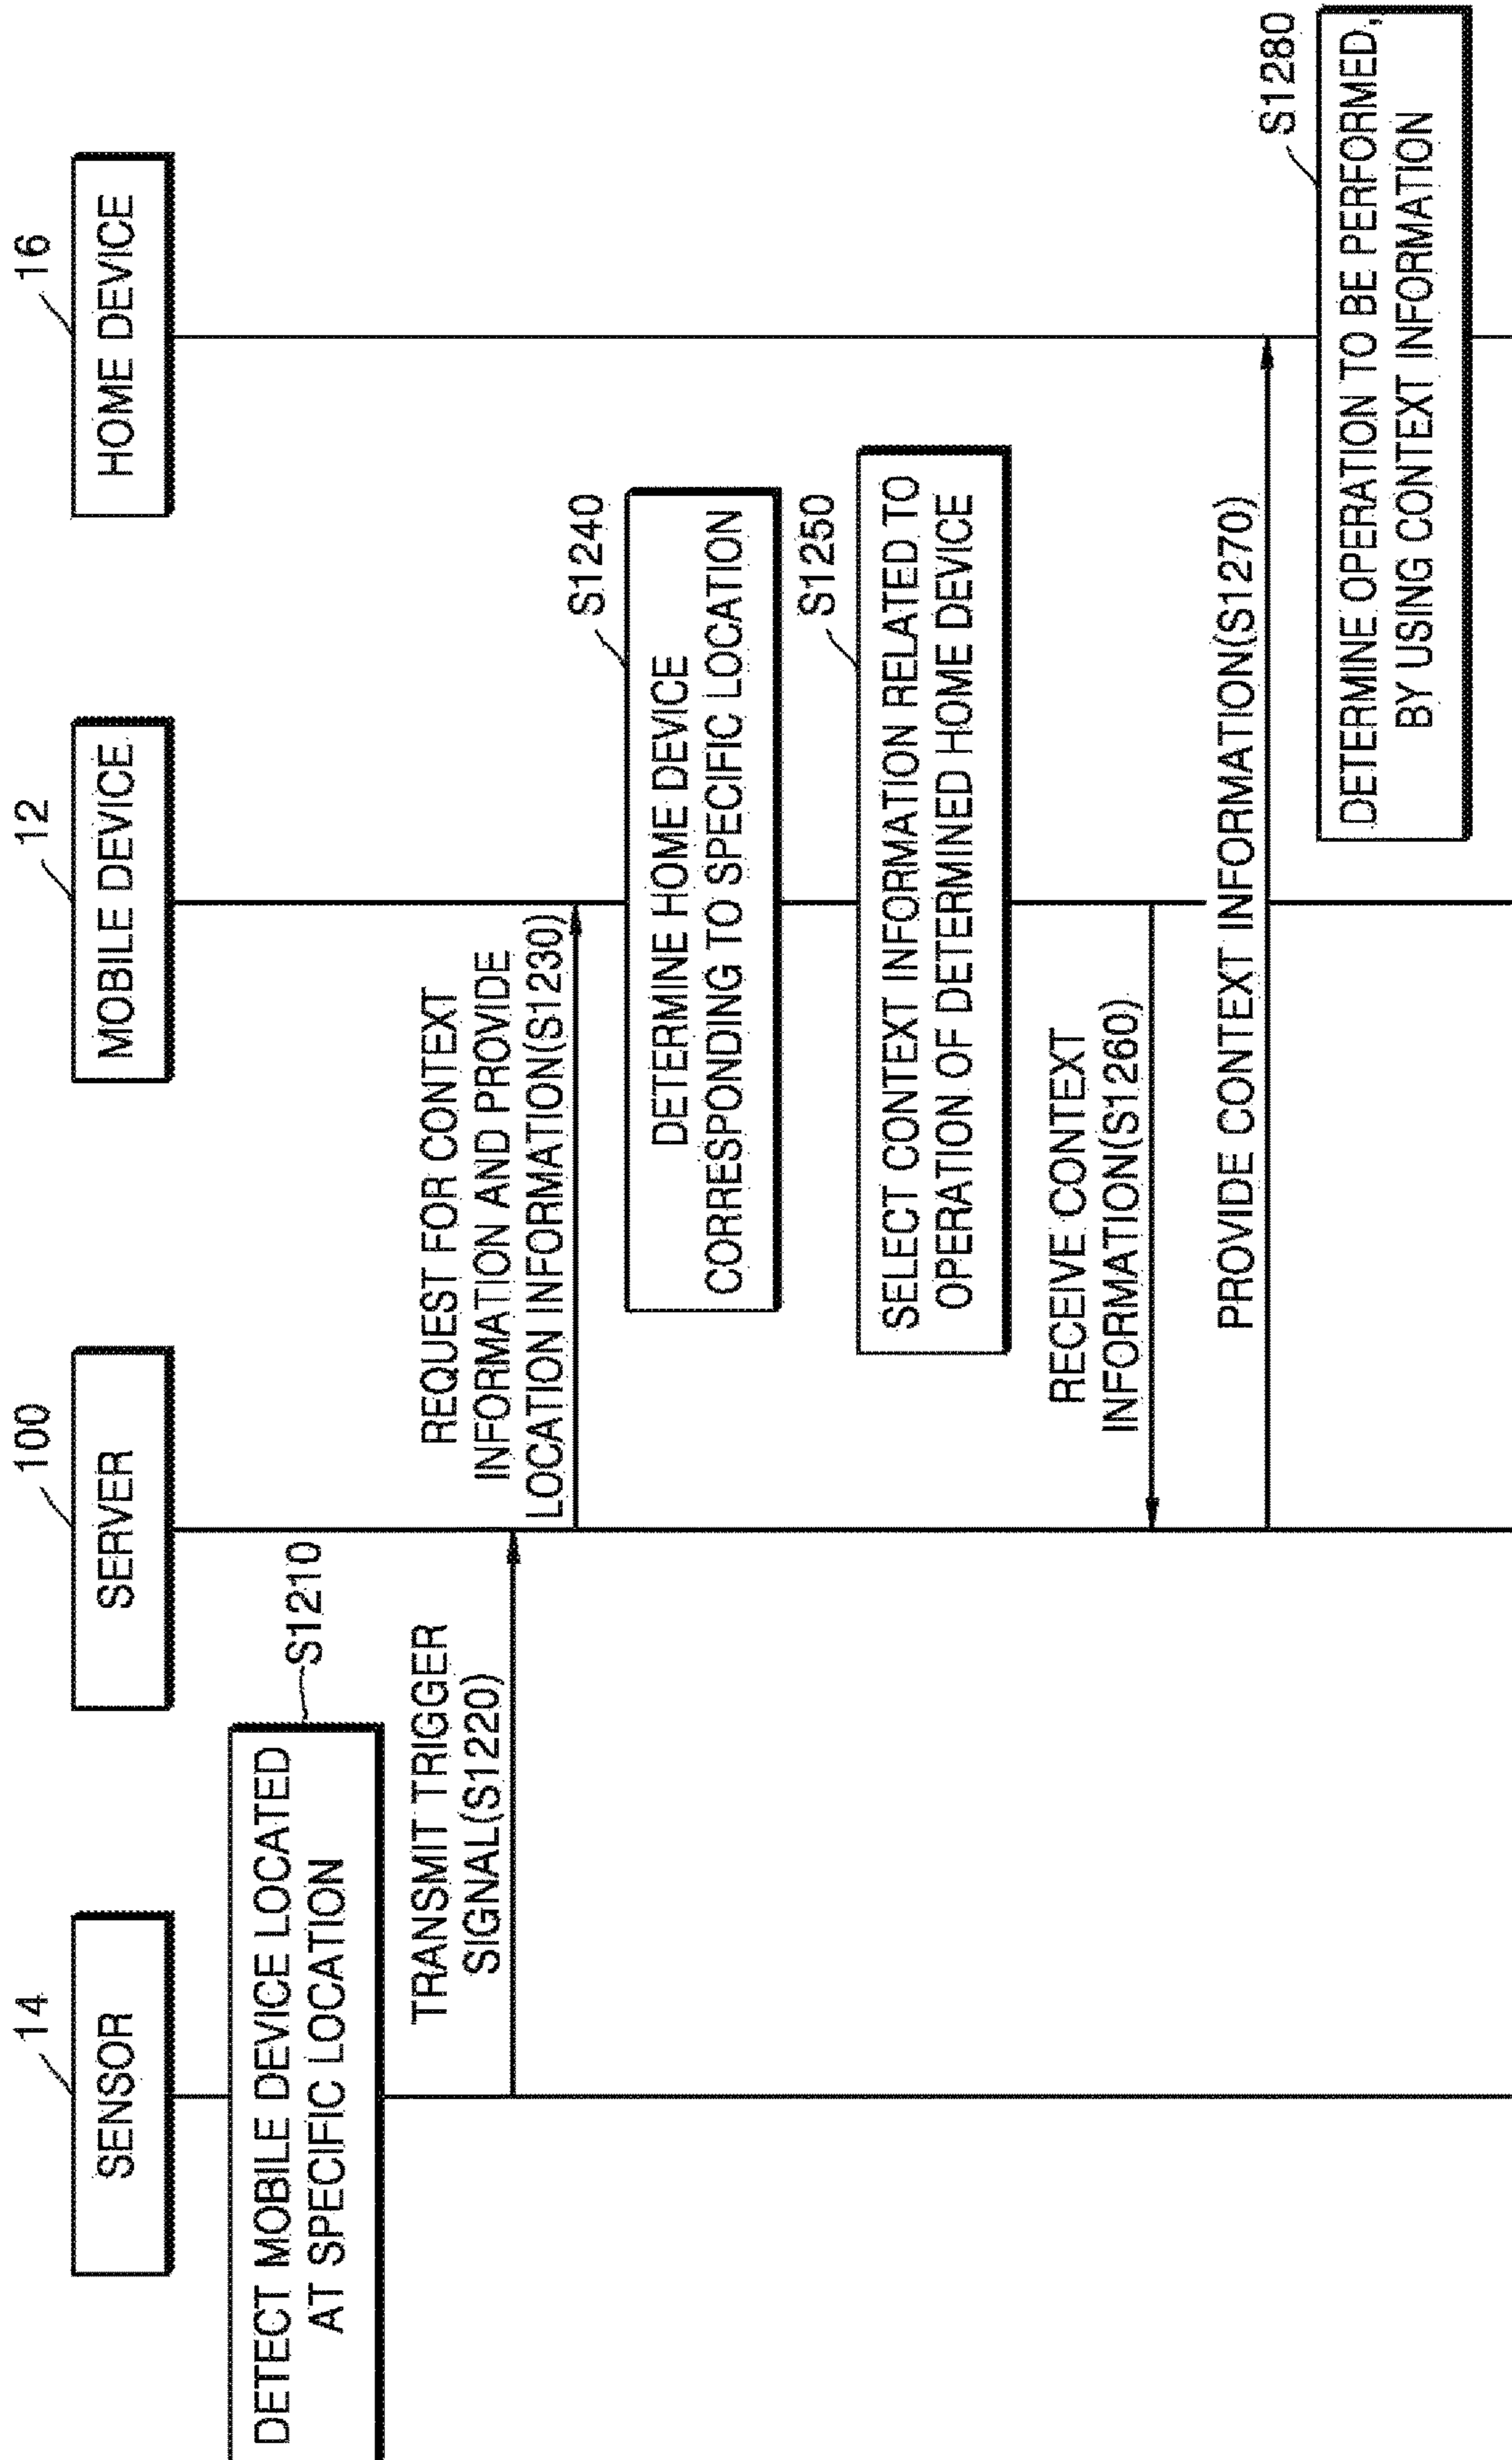 14
SENSOR
100
SERVER
12
MOBILE DEVICE
16
HOME DEVICE
DETECT MOBILE DEVICE LOCATED
AT SPECIFIC LOCATION
S1210
TRANSMIT TRIGGER
SIGNAL(S1220)
REQUEST FOR CONTEXT
INFORMATION AND PROVIDE
LOCATION INFORMATION(S1230)
S1240
DETERMINE HOME DEVICE
CORRESPONDING TO SPECIFIC LOCATION
S1250
SELECT CONTEXT INFORMATION RELATED TO
OPERATION OF DETERMINED HOME DEVICE
RECEIVE CONTEXT
INFORMATION(S1260)
PROVIDE CONTEXT INFORMATION(S1270)
S1280
DETERMINE OPERATION TO BE PERFORMED,
BY USING CONTEXT INFORMATION